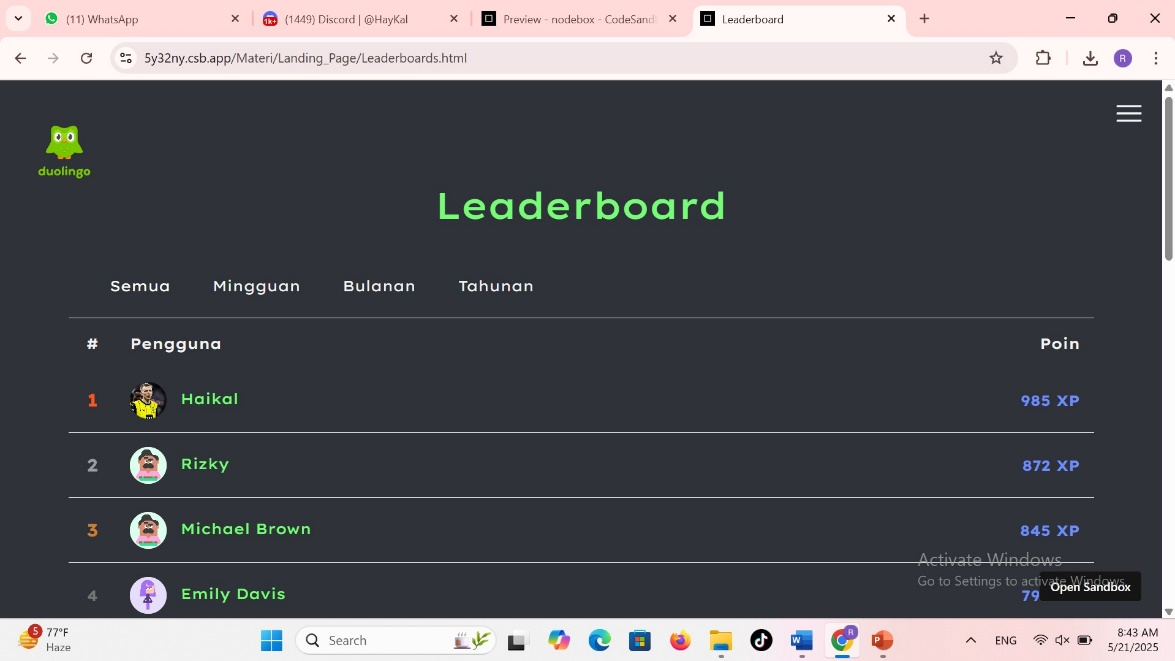 (11) WhatsApp
(1449) Discord | @HayKal
Preview - nodebox - CodeSand
Leaderboard
5y32ny.csb.app/Materi/Landing_Page/Leaderboards.html
R
duolingo
Leaderboard
Semua Mingguan Bulanan Tahunan
# Pengguna Poin
1 Haikal 985 XP
2 Rizky 872 XP
3 Michael Brown 845 XP
Activate Windows
Go to Settings to activate Windows.
Open Sandbox
4 Emily Davis 79
5
77°F
Haze
Search
ENG
8:43 AM
5/21/2025